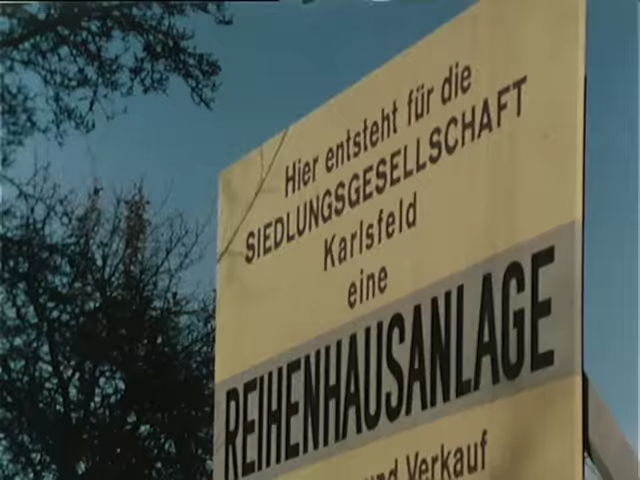 Hier entsteht für die
SIEDLUNGSGESELLSCHAFT
Karlsfeld
eine
REIHENHAUSANLAGE
und Verkauf